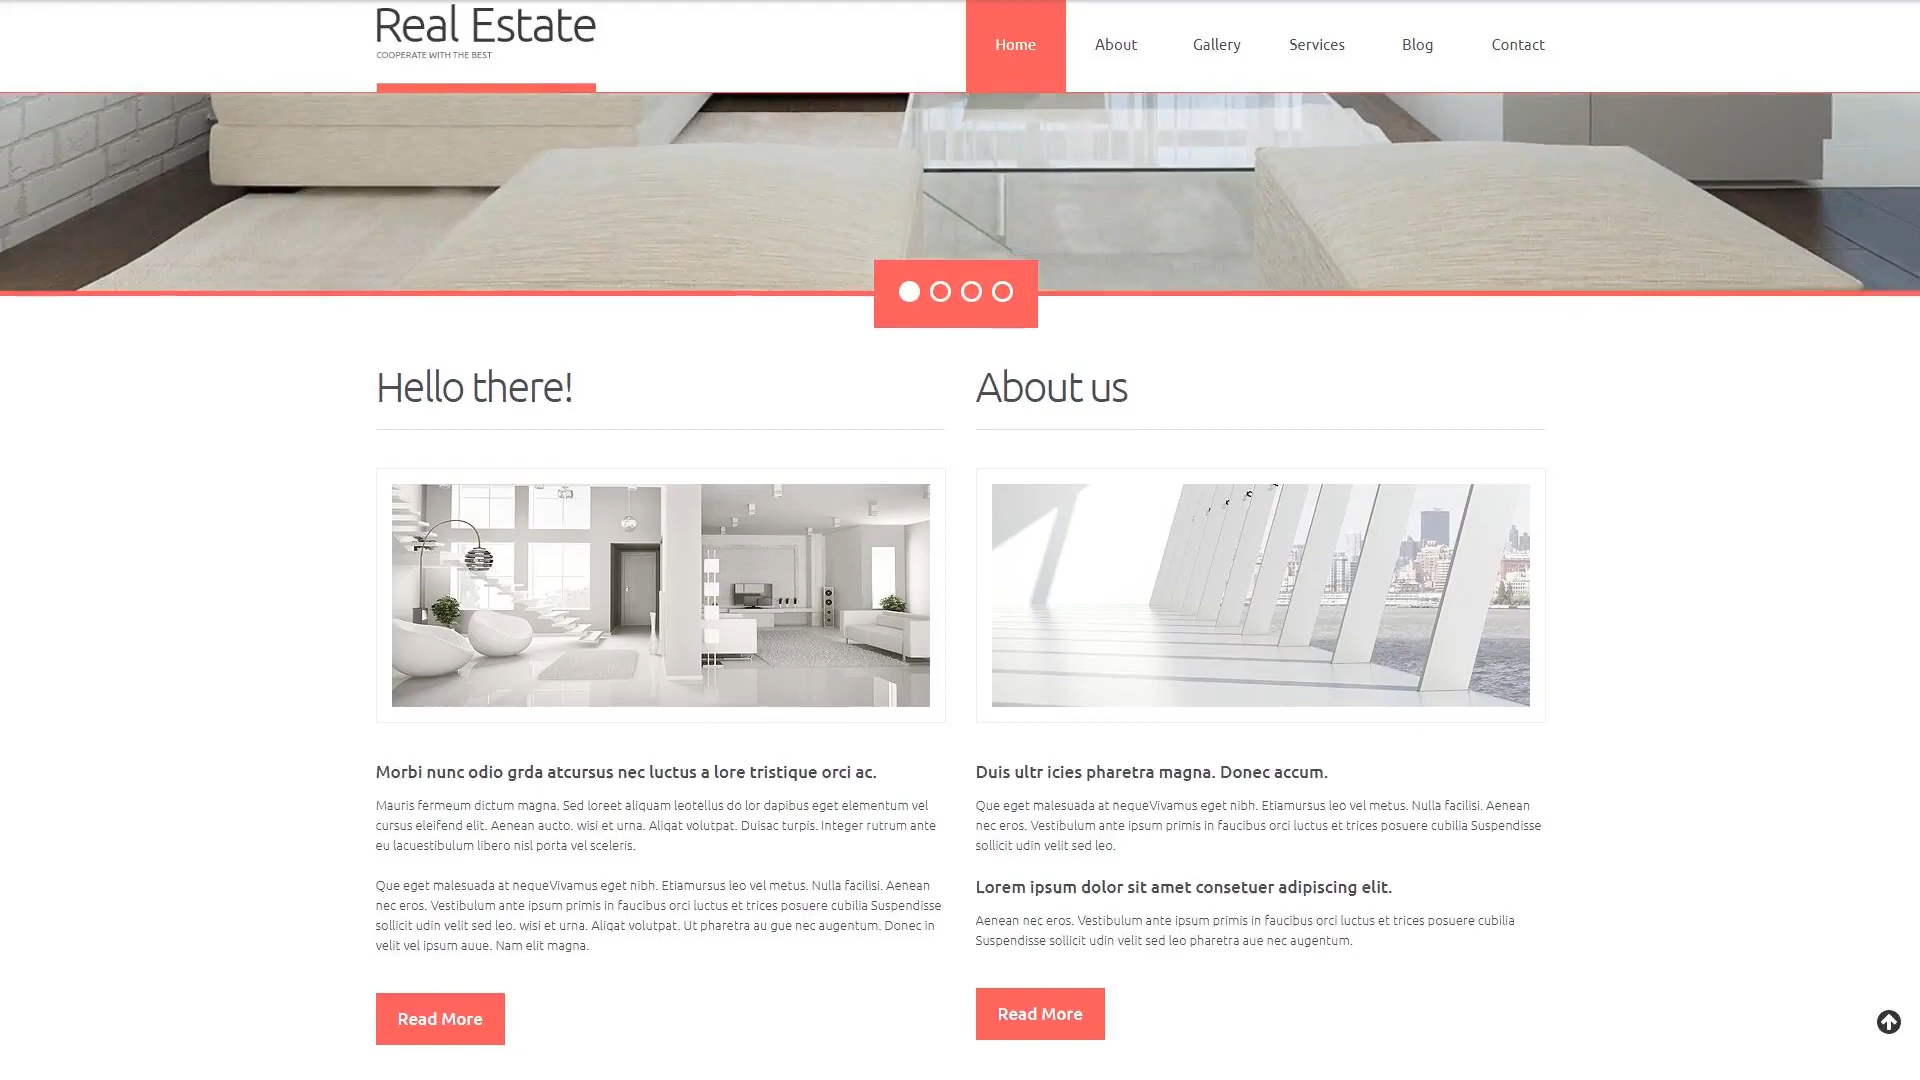 Real Estate
COOPERATE WITH THE BEST
Home
About
Gallery
Services
Blog
Contact
Hello there!
Morbi nunc odio grda atcursus nec luctus a lore tristique orci ac.
Mauris fermeum dictum magna. Sed loreet aliquam leotellus do lor dapibus eget elementum vel
cursus eleifend elit. Aenean aucto. wisi et urna. Aliqat volutpat. Duisac turpis. Integer rutrum ante
eu lacuestibulum libero nisl porta vel sceleris.
Que eget malesuada at nequeVivamus eget nibh. Etiamursus leo vel metus. Nulla facilisi. Aenean
nec eros. Vestibulum ante ipsum primis in faucibus orci luctus et trices posuere cubilia Suspendisse
sollicit udin velit sed leo. wisi et urna. Aliqat volutpat. Ut pharetra au gue nec augentum. Donec in
velit vel ipsum auue. Nam elit magna.
Read More
About us
Duis ultr icies pharetra magna. Donec accum.
Que eget malesuada at nequeVivamus eget nibh. Etiamursus leo vel metus. Nulla facilisi. Aenean
nec eros. Vestibulum ante ipsum primis in faucibus orci luctus et trices posuere cubilia Suspendisse
sollicit udin velit sed leo.
Lorem ipsum dolor sit amet consetuer adipiscing elit.
Aenean nec eros. Vestibulum ante ipsum primis in faucibus orci luctus et trices posuere cubilia
Suspendisse sollicit udin velit sed leo pharetra aue nec augentum.
Read More